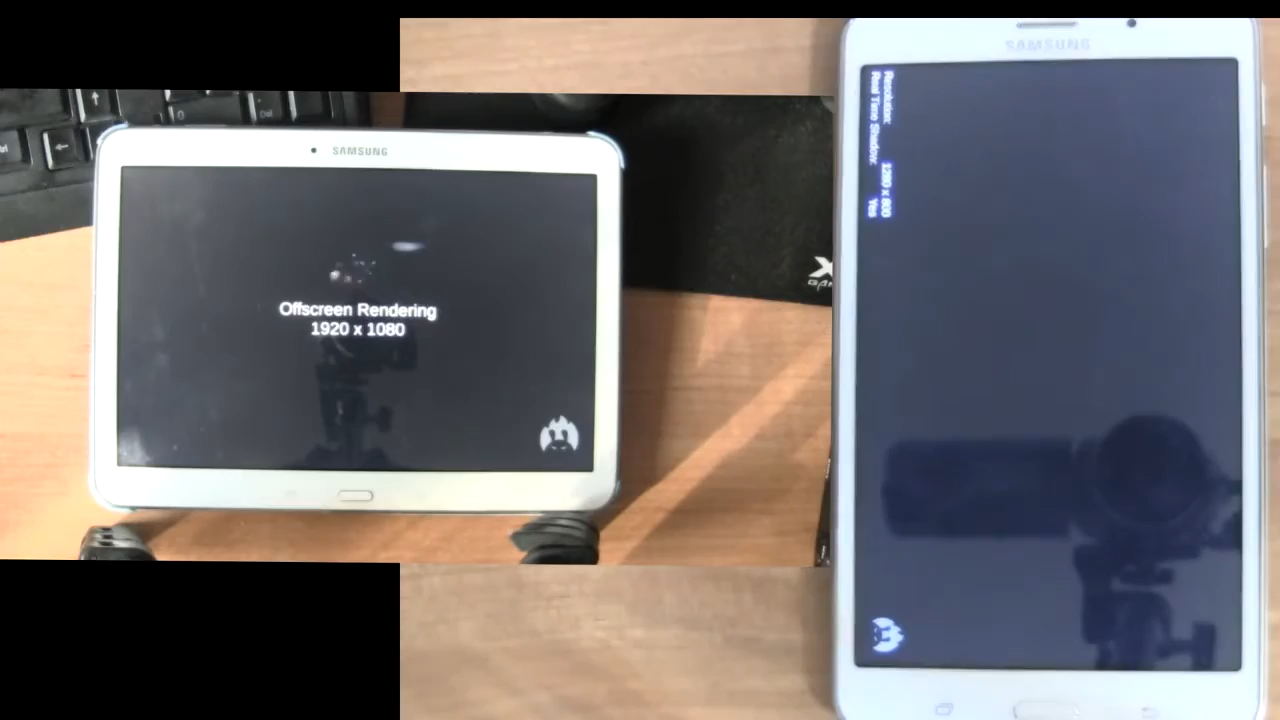 SAMSUNG
Offscreen Rendering
1920 x 1080
SAMSUNG
Resolution: 1280 x 800
Real Time Shadow: Yes